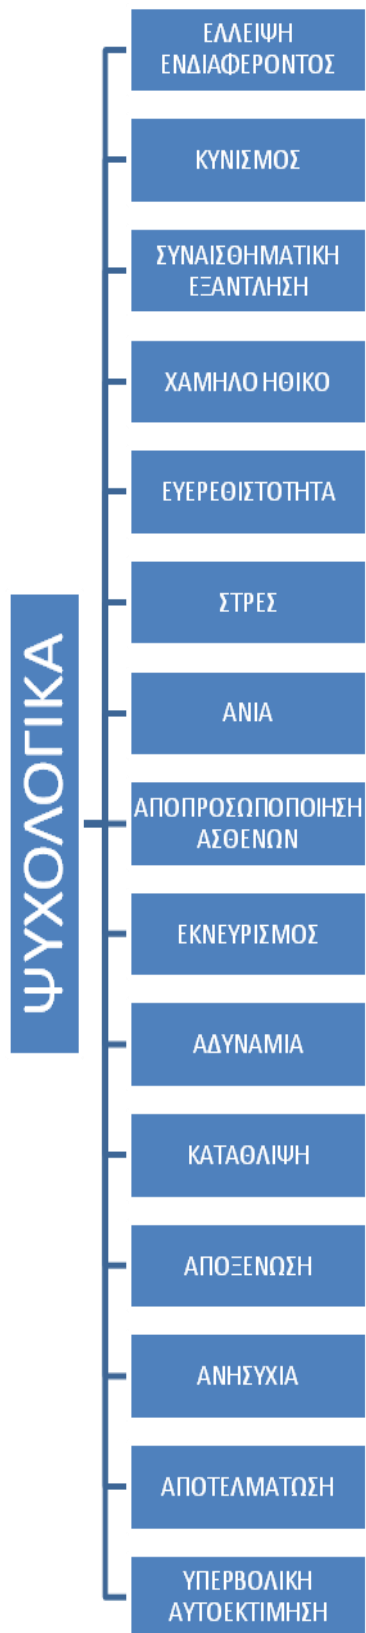 ΨΥΧΟΛΟΓΙΚΑ
ΕΛΛΕΙΨΗ
ΕΝΔΙΑΦΕΡΟΝΤΟΣ
ΚΥΝΙΣΜΟΣ
ΣΥΝΑΙΣΘΗΜΑΤΙΚΗ
ΕΞΑΝΤΛΗΣΗ
ΧΑΜΗΛΟ ΗΘΙΚΟ
ΕΥΕΡΕΘΙΣΤΟΤΗΤΑ
ΣΤΡΕΣ
ΑΝΙΑ
ΑΠΟΠΡΟΣΩΠΟΠΟΙΗΣΗ
ΑΣΘΕΝΩΝ
ΕΚΝΕΥΡΙΣΜΟΣ
ΑΔΥΝΑΜΙΑ
ΚΑΤΑΘΛΙΨΗ
ΑΠΟΞΕΝΩΣΗ
ΑΝΗΣΥΧΙΑ
ΑΠΟΤΕΛΜΑΤΩΣΗ
ΥΠΕΡΒΟΛΙΚΗ
ΑΥΤΟΕΚΤΙΜΗΣΗ